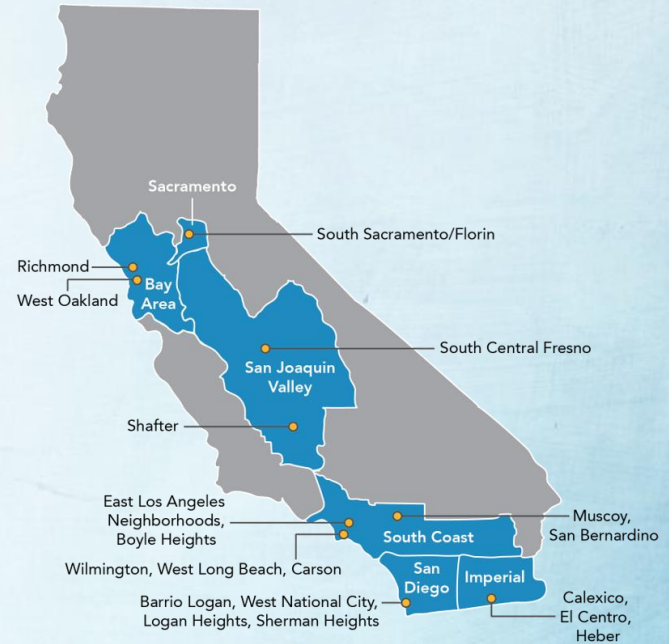 Sacramento
South Sacramento/Florin
Richmond
West Oakland
Bay
Area
South Central Fresno
San Joaquin
Valley
Shafter
East Los Angeles
Neighborhoods,
Boyle Heights
Muscoy,
San Bernardino
South Coast
Wilmington, West Long Beach, Carson
San
Diego
Imperial
Barrio Logan, West National City,
Logan Heights, Sherman Heights
Calexico,
El Centro,
Heber